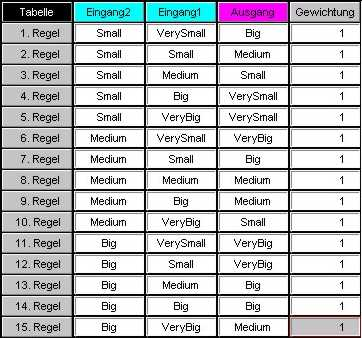 Tabelle Eingang2 Eingang1 Ausgang Gewichtung
1. Regel Small VerySmall Big 1
2. Regel Small Small Medium 1
3. Regel Small Medium Small 1
4. Regel Small Big VerySmall 1
5. Regel Small VeryBig VerySmall 1
6. Regel Medium VerySmall VeryBig 1
7. Regel Medium Small Big 1
8. Regel Medium Medium Medium 1
9. Regel Medium Big Medium 1
10. Regel Medium VeryBig Small 1
11. Regel Big VerySmall VeryBig 1
12. Regel Big Small VeryBig 1
13. Regel Big Medium Big 1
14. Regel Big Big Big 1
15. Regel Big VeryBig Medium 1